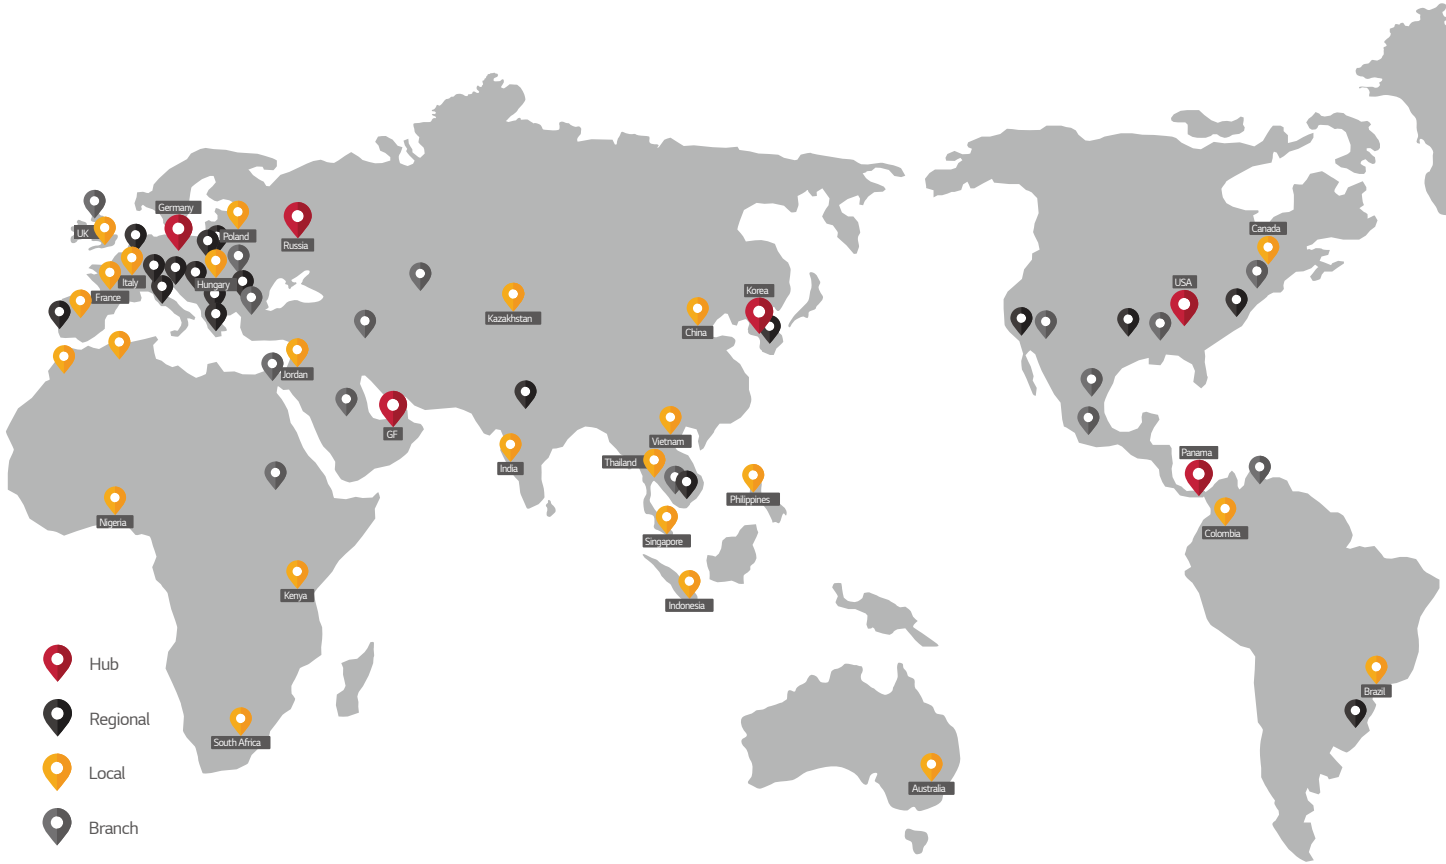 Germany
UK
Poland
Russia
Italy
Hungary
France
Canada
USA
Korea
Kazakhstan
China
Jordan
GF
Vietnam
Thailand
India
Panama
Philippines
Nigeria
Colombia
Singapore
Kenya
Indonesia
Hub
Brazil
Regional
South Africa
Local
Australia
Branch